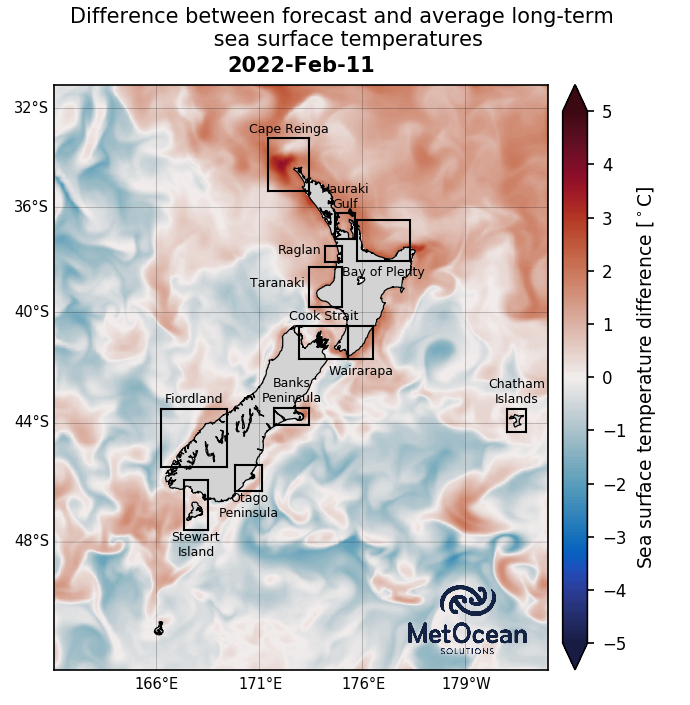 Difference between forecast and average long-term
sea surface temperatures
2022-Feb-11
32°S
36°S
40°S
44°S
48°S
Cape Reinga
Hauraki
Gulf
Raglan
Bay of Plenty
Taranaki
Cook Strait
Wairarapa
Banks
Peninsula
Fiordland
Chatham
Islands
Otago
Peninsula
Stewart
Island
MetOcean
SOLUTIONS
166°E
171°E
176°E
179°W
5
4
3
2
1
0
−1
−2
−3
−4
−5
Sea surface temperature difference [°C]